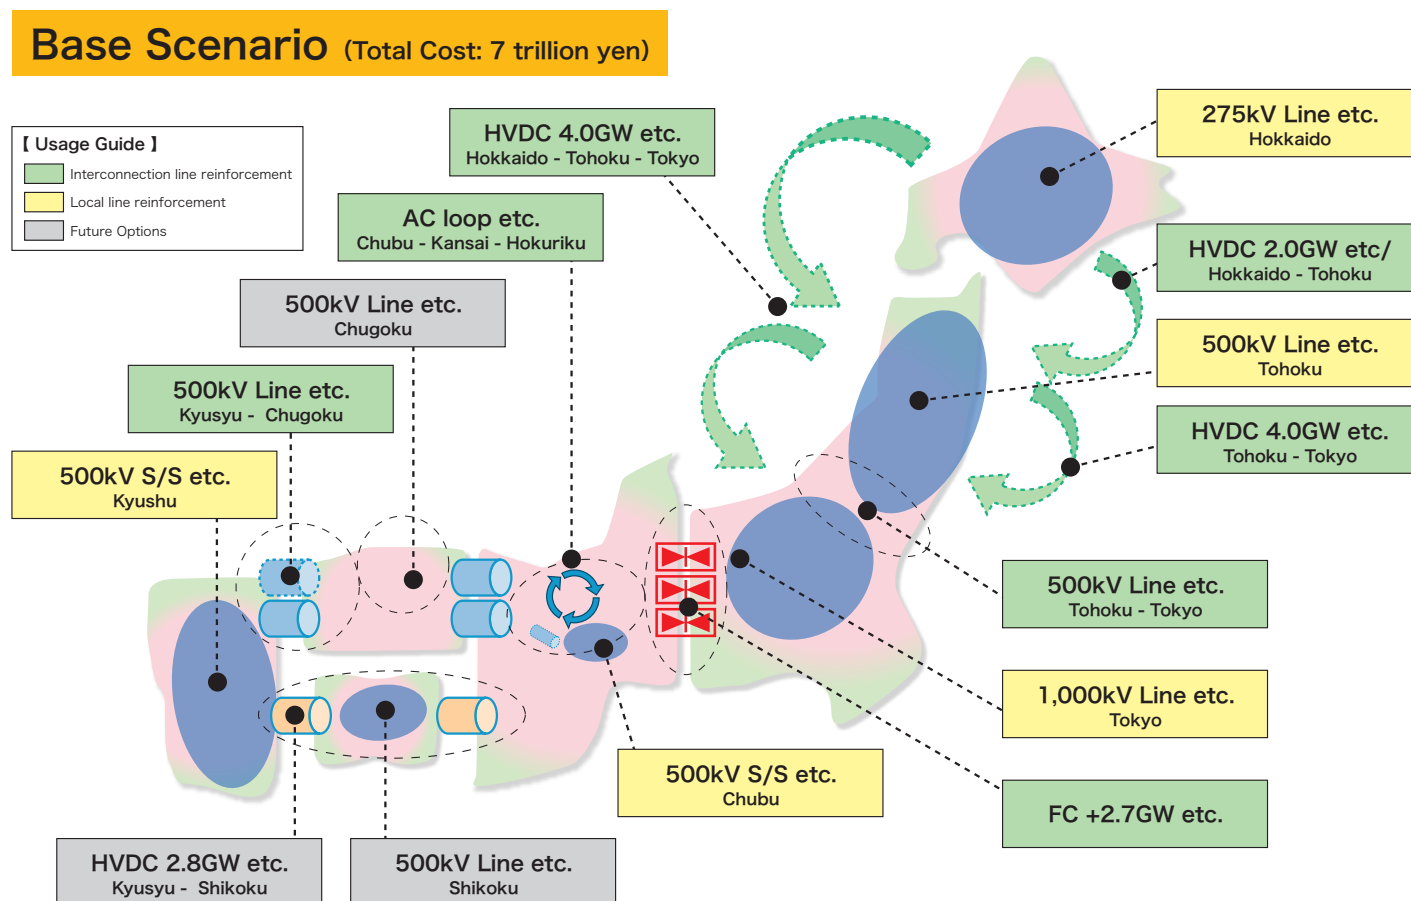 Base Scenario (Total Cost: 7 trillion yen)
【 Usage Guide 】
Interconnection line reinforcement
Local line reinforcement
Future Options
HVDC 4.0GW etc.
Hokkaido - Tohoku - Tokyo
AC loop etc.
Chubu - Kansai - Hokuriku
500kV Line etc.
Chugoku
500kV Line etc.
Kyusyu - Chugoku
500kV S/S etc.
Kyushu
275kV Line etc.
Hokkaido
HVDC 2.0GW etc/
Hokkaido - Tohoku
500kV Line etc.
Tohoku
HVDC 4.0GW etc.
Tohoku - Tokyo
500kV Line etc.
Tohoku - Tokyo
1,000kV Line etc.
Tokyo
FC +2.7GW etc.
500kV S/S etc.
Chubu
HVDC 2.8GW etc.
Kyusyu - Shikoku
500kV Line etc.
Shikoku